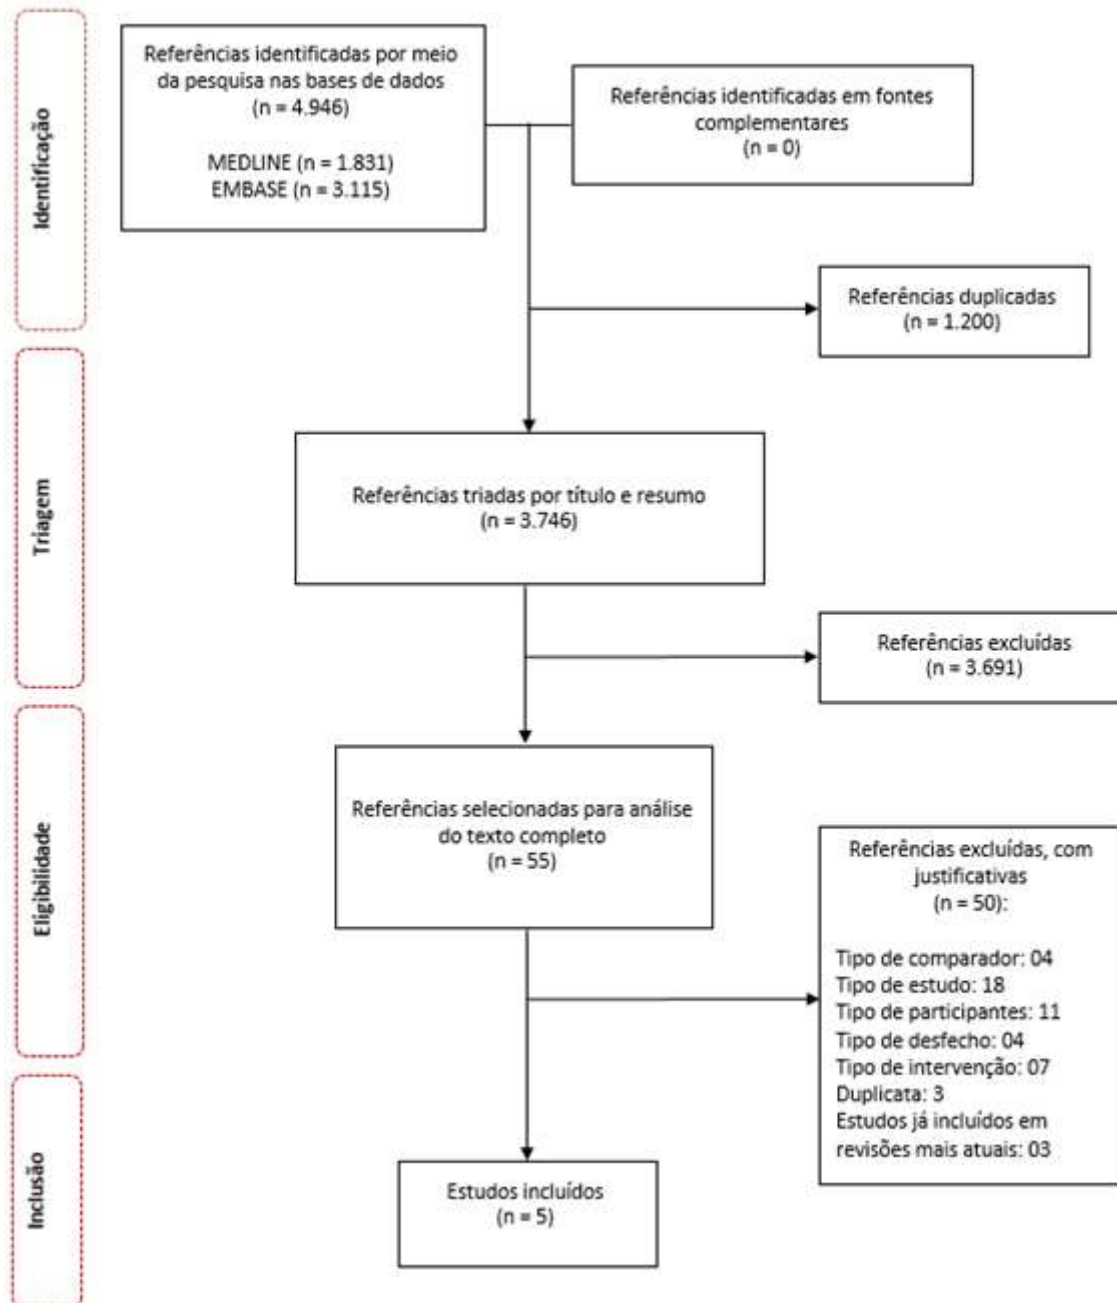 Identificação
Referências identificadas por meio
da pesquisa nas bases de dados
(n = 4.946)
MEDLINE (n = 1.831)
EMBASE (n = 3.115)
Referências identificadas em fontes
complementares
(n = 0)
Referências duplicadas
(n = 1.200)
Triagem
Referências triadas por título e resumo
(n = 3.746)
Referências excluídas
(n = 3.691)
Eligibilidade
Referências selecionadas para análise
do texto completo
(n = 55)
Referências excluídas, com
justificativas
(n = 50):
Tipo de comparador: 04
Tipo de estudo: 18
Tipo de participantes: 11
Tipo de desfecho: 04
Tipo de intervenção: 07
Duplicata: 3
Estudos já incluídos em
revisões mais atuais: 03
Inclusão
Estudos incluídos
(n = 5)